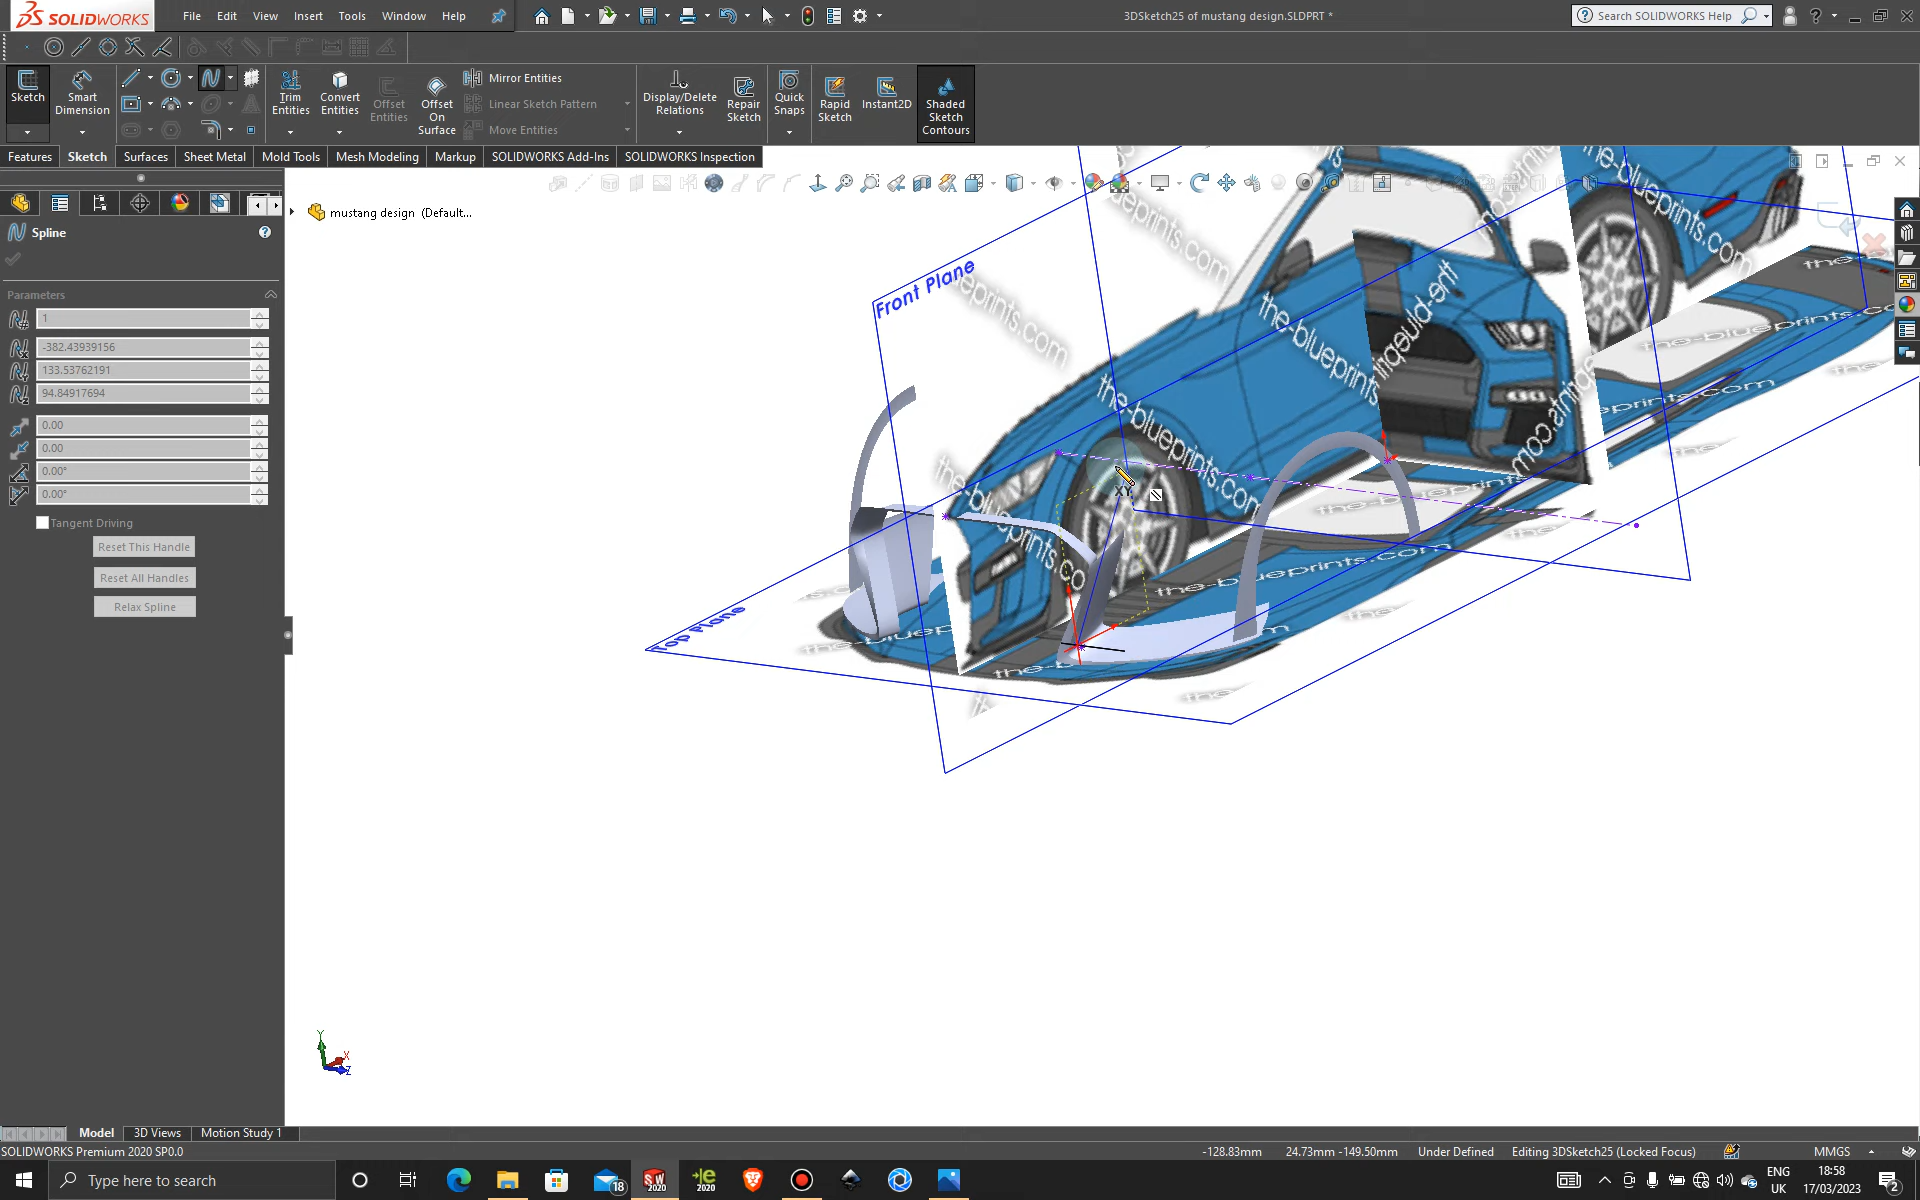 SOLIDWORKS
File Edit View Insert Tools Window Help
3DSketch25 of mustang design.SLDPRT *
Search SOLIDWORKS Help
Sketch
Smart Dimension
Trim Entities
Convert Entities
Offset Entities
Offset On Surface
Mirror Entities
Linear Sketch Pattern
Move Entities
Display/Delete Relations
Repair Sketch
Quick Snaps
Rapid Sketch
Instant2D
Shaded Sketch Contours
Features Sketch Surfaces Sheet Metal Mold Tools Mesh Modeling Markup SOLIDWORKS Add-Ins SOLIDWORKS Inspection
mustang design (Default...
Spline
Parameters
1
-382.43939156
133.53762191
94.84917694
0.00
0.00
0.00°
0.00°
Tangent Driving
Reset This Handle
Reset All Handles
Relax Spline
Front Plane
Top Plane
the-blueprints.com
XY
Y
X
Z
Model 3D Views Motion Study 1
SOLIDWORKS Premium 2020 SP0.0
-128.83mm 24.73mm -149.50mm Under Defined Editing 3DSketch25 (Locked Focus) MMGS
Type here to search
18
SW 2020
e 2020
ENG
UK
18:58
17/03/2023
2